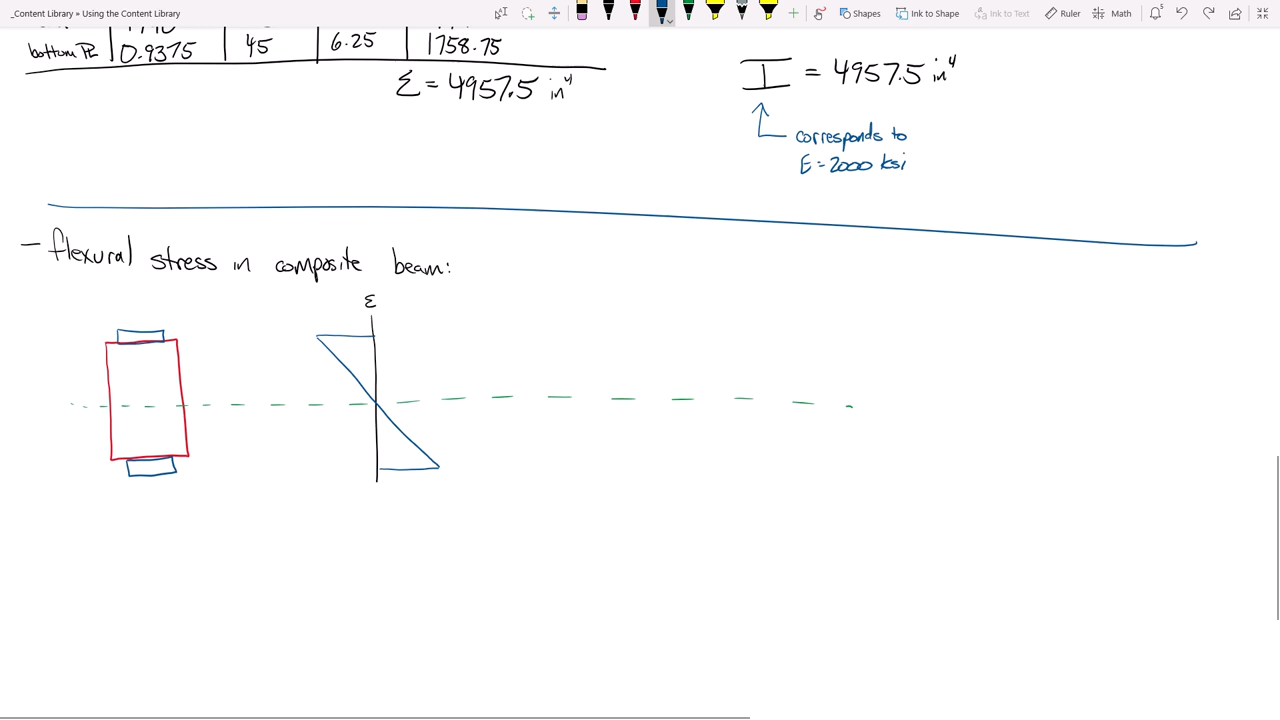 _Content Library » Using the Content Library
Shapes
Ink to Shape
Ink to Text
Ruler
Math
bottom PL | 0.9375 | 45 | 6.25 | 1758.75
Σ = 4957.5 in⁴
I = 4957.5 in⁴
corresponds to
E = 2000 ksi
- flexural stress in composite beam:
ε